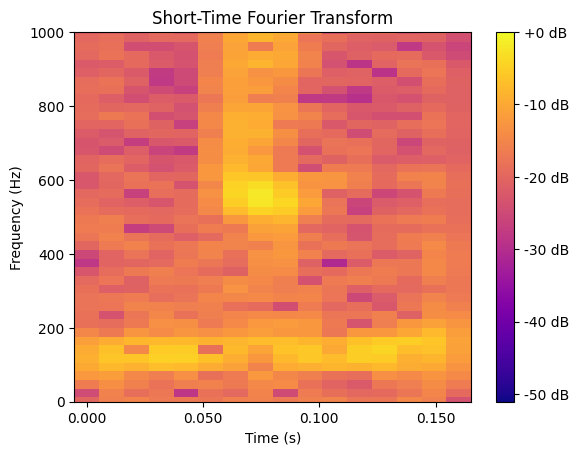 Short-Time Fourier Transform
1000
800
600
400
200
0
Frequency (Hz)
0.000
0.050
0.100
0.150
Time (s)
+0 dB
-10 dB
-20 dB
-30 dB
-40 dB
-50 dB